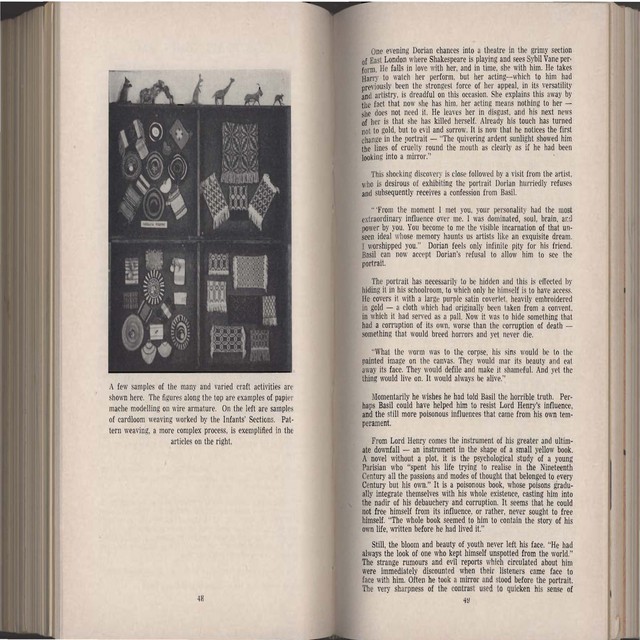 A few samples of the many and varied craft activities are
shown here. The figures along the top are examples of papier
mache modelling on wire armature. On the left are samples
of cardloom weaving worked by the Infants' Sections. Pat-
tern weaving, a more complex process, is exemplified in the
articles on the right.
48
One evening Dorian chances into a theatre in the grimy section
of East London where Shakespeare is playing and sees Sybil Vane per-
form. He falls in love with her, and in time, she with him. He takes
Harry to watch her perform, but her acting—which to him had
previously been the strongest force of her appeal, in its versatility
and artistry, is dreadful on this occasion. She explains this away by
the fact now she has him, her acting means nothing to her —
she does not need it. He leaves her in disgust, and his next news
of her is that she has killed herself. Already his touch has turned
not to gold, but to evil and sorrow. It is now that he notices the first
change in the portrait — "The quivering ardent sunlight showed him
the lines of cruelty round the mouth as clearly as if he had been
looking into a mirror."
This shocking discovery is close followed by a visit from the artist,
who is desirous of exhibiting the portrait Dorian hurriedly refuses
and subsequently receives a confession from Basil.
"'From the moment I met you, your personality had the most
extraordinary influence over me. I was dominated, soul, brain, and
power by you. You become to me the visible incarnation of that un-
seen ideal whose memory haunts us artists like an exquisite dream.
I worshipped you." Dorian feels only infinite pity for his friend.
Basil can now accept Dorian's refusal to allow him to see the
portrait.
The portrait has necessarily to be hidden and this is effected by
hiding it in his schoolroom, to which only he himself is to have access.
He covers it with a large purple satin coverlet, heavily embroidered
in gold — a cloth which had originally been taken from a convent,
in which it had served as a pall. Now it was to hide something that
had a corruption of its own, worse than the corruption of death —
something that would breed horrors and yet never die.
"What the worm was to the corpse, his sins would be to the
painted image on the canvas. They would mar its beauty and eat
away its face. They would defile and make it shameful. And yet the
thing would live on. It would always be alive."
Momentarily he wishes he had told Basil the horrible truth. Per-
haps Basil could have helped him to resist Lord Henry's influence,
and the still more poisonous influences that came from his own tem-
perament.
From Lord Henry comes the instrument of his greater and ultim-
ate downfall — an instrument in the shape of a small yellow book.
A novel without a plot, it is the psychological study of a young
Parisian who "spent his life trying to realise in the Nineteenth
Century all the passions and modes of thought that belonged to every
Century but his own." It is a poisonous book, whose poisons gradu-
ally integrate themselves with his whole existence, casting him into
the nadir of his debauchery and corruption. It seems that he could
not free himself from its influence, or rather, never sought to free
himself. "The whole book seemed to him to contain the story of his
own life, written before he had lived it."
Still, the bloom and beauty of youth never left his face. "He had
always the look of one who kept himself unspotted from the world."
The strange rumours and evil reports which circulated about him
were immediately discounted when their listeners came face to
face with him. Often he took a mirror and stood before the portrait.
The very sharpness of the contrast used to quicken his sense of
49